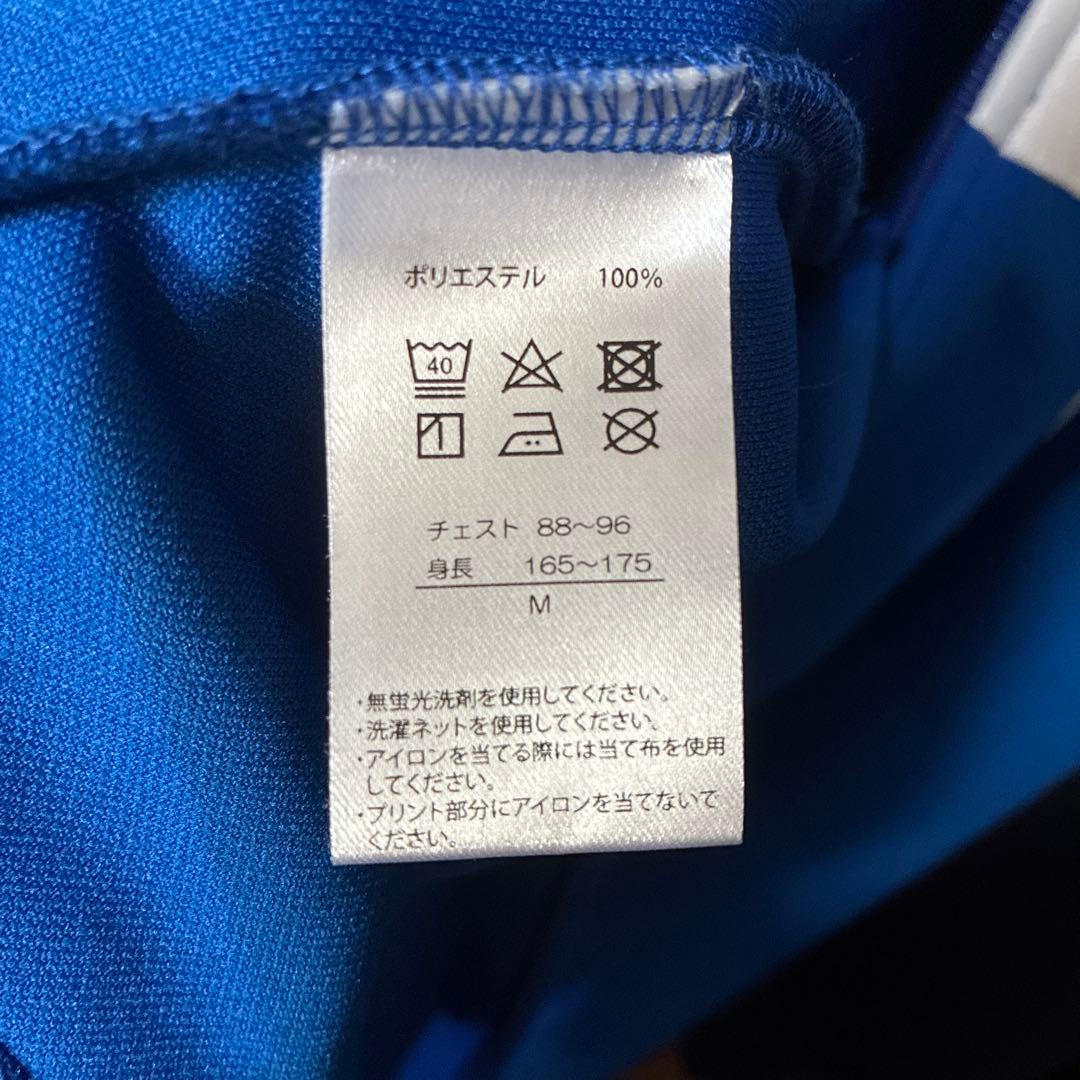 ポリエステル 100%
40
チェスト 88～96
身長 165～175
M
・無蛍光洗剤を使用してください。
・洗濯ネットを使用してください。
・アイロンを当てる際には当て布を使用
してください。
・プリント部分にアイロンを当てないで
ください。